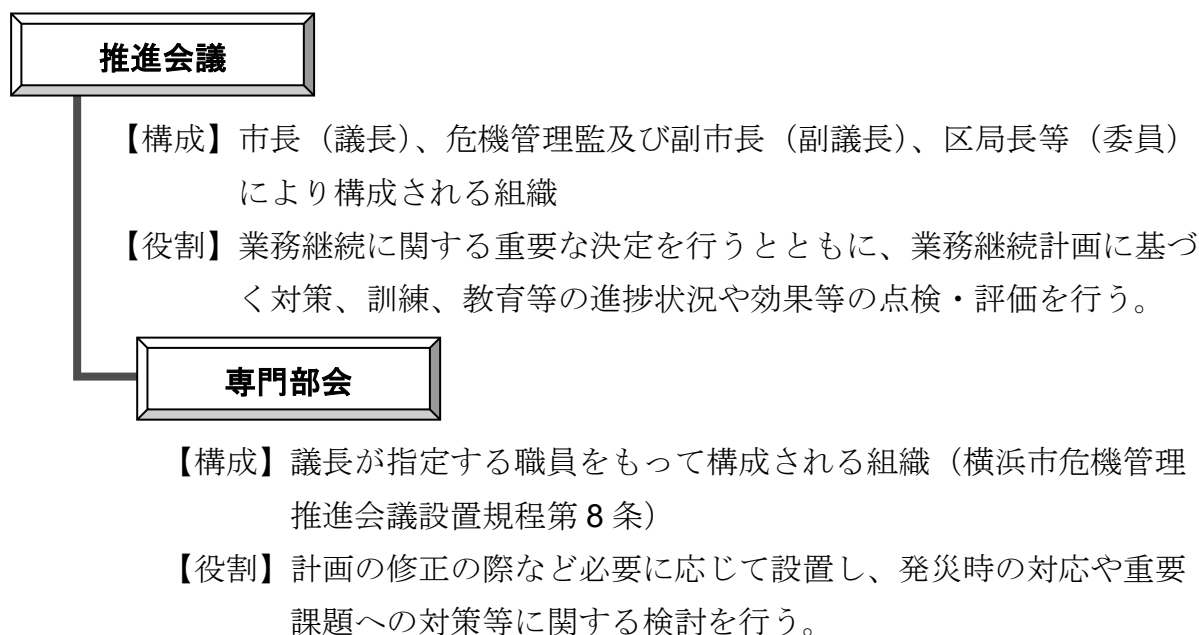 推進会議
【構成】市長（議長）、危機管理監及び副市長（副議長）、区局長等（委員）
により構成される組織
【役割】業務継続に関する重要な決定を行うとともに、業務継続計画に基づ
く対策、訓練、教育等の進捗状況や効果等の点検・評価を行う。
専門部会
【構成】議長が指定する職員をもって構成される組織（横浜市危機管理
推進会議設置規程第８条）
【役割】計画の修正の際など必要に応じて設置し、発災時の対応や重要
課題への対策等に関する検討を行う。